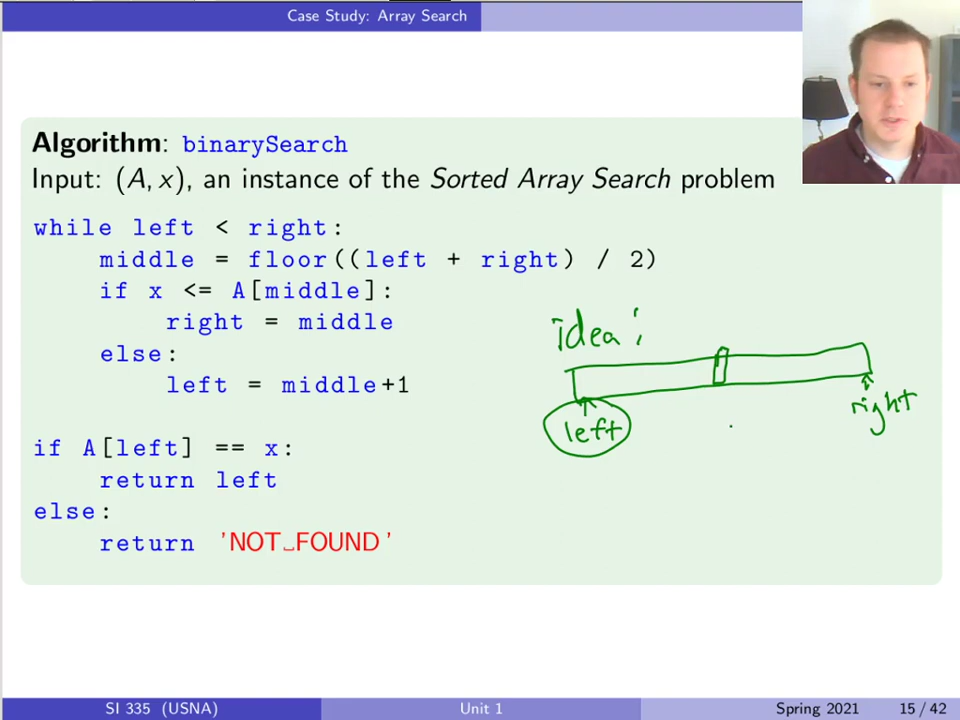 Case Study: Array Search
Algorithm: binarySearch
Input: (A, x), an instance of the Sorted Array Search problem
while left < right:
    middle = floor((left + right) / 2)
    if x <= A[middle]:
        right = middle
    else:
        left = middle+1
if A[left] == x:
    return left
else:
    return 'NOT␣FOUND'
idea:
left
right
SI 335 (USNA)
Unit 1
Spring 2021
15 / 42